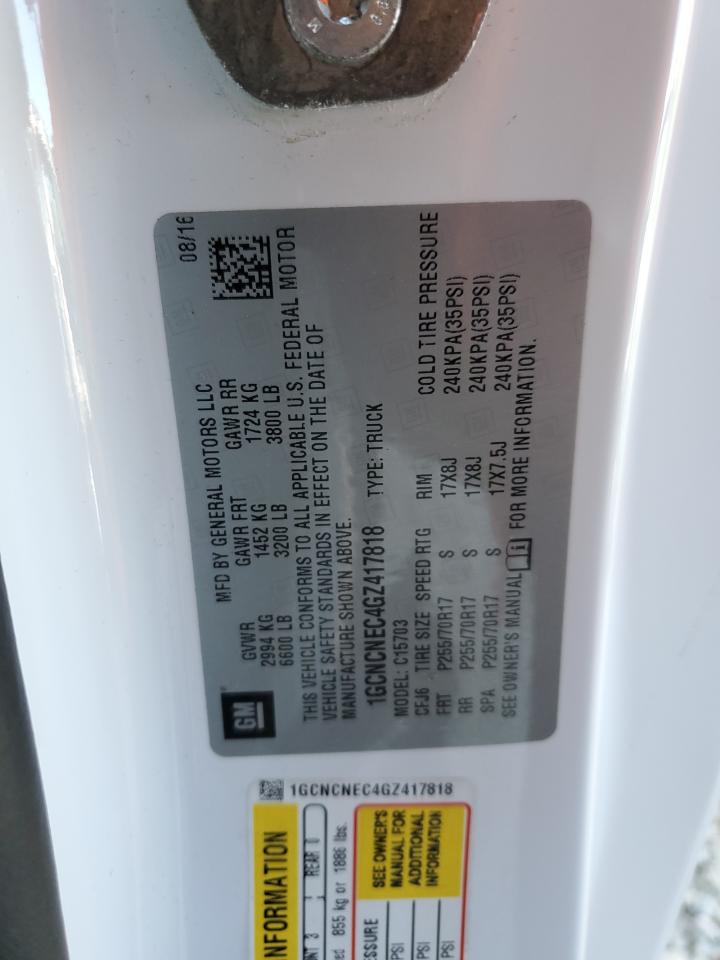 MFD BY GENERAL MOTORS LLC 08/16
GVWR GAWR FRT GAWR RR
2994 KG 1452 KG 1724 KG
6600 LB 3200 LB 3800 LB
GM
THIS VEHICLE CONFORMS TO ALL APPLICABLE U.S. FEDERAL MOTOR
VEHICLE SAFETY STANDARDS IN EFFECT ON THE DATE OF
MANUFACTURE SHOWN ABOVE.
1GCNCNEC4GZ417818 TYPE: TRUCK
MODEL: C15703
CFJ6 TIRE SIZE SPEED RTG RIM COLD TIRE PRESSURE
FRT P255/70R17 S 17X8J 240KPA(35PSI)
RR P255/70R17 S 17X8J 240KPA(35PSI)
SPA P255/70R17 S 17X7.5J 240KPA(35PSI)
SEE OWNER'S MANUAL i FOR MORE INFORMATION.
1GCNCNEC4GZ417818
NFORMATION
NT 3 REAR 0
855 kg or 1886 lbs.
SSURE
PSI
PSI
PSI
SEE OWNER'S
MANUAL FOR
ADDITIONAL
INFORMATION